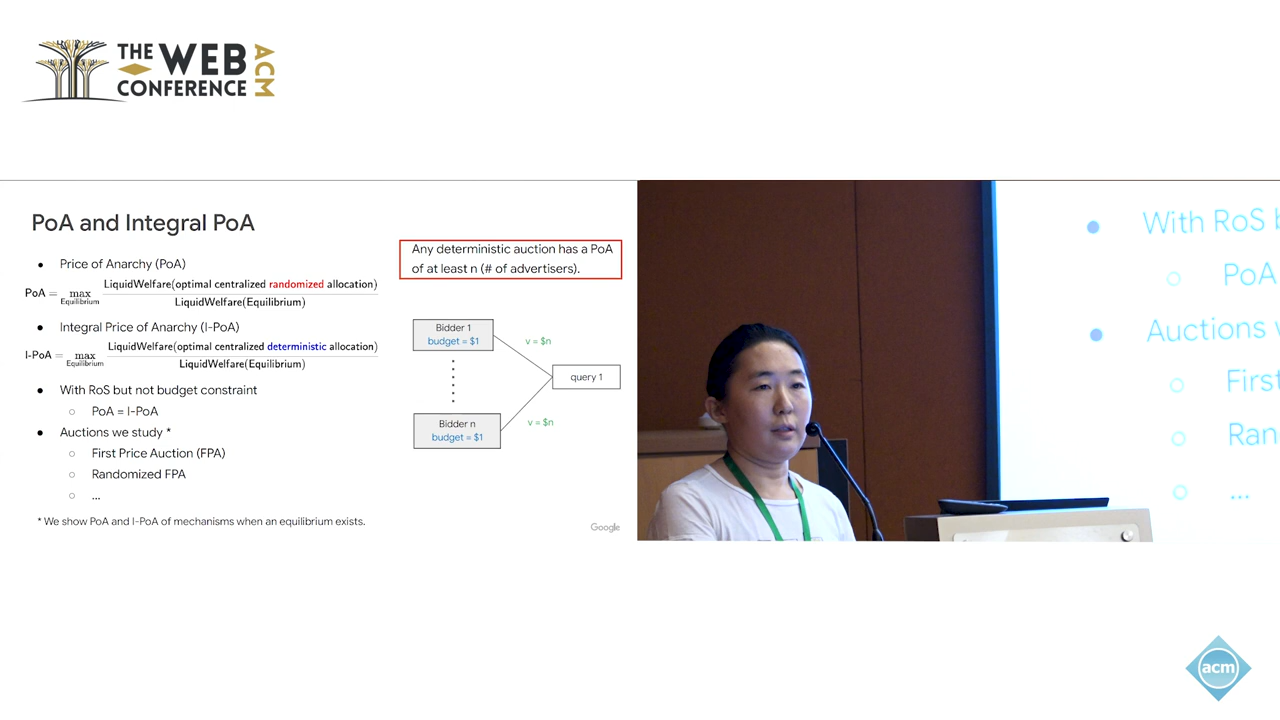 THE WEB
CONFERENCE
ACM
PoA and Integral PoA
• Price of Anarchy (PoA)
PoA = max Equilibrium LiquidWelfare(optimal centralized randomized allocation) / LiquidWelfare(Equilibrium)
• Integral Price of Anarchy (I-PoA)
I-PoA = max Equilibrium LiquidWelfare(optimal centralized deterministic allocation) / LiquidWelfare(Equilibrium)
• With RoS but not budget constraint
○ PoA = I-PoA
• Auctions we study *
○ First Price Auction (FPA)
○ Randomized FPA
○ ...
* We show PoA and I-PoA of mechanisms when an equilibrium exists.
Any deterministic auction has a PoA
of at least n (# of advertisers).
Bidder 1
budget = $1
v = $n
query 1
Bidder n
budget = $1
v = $n
Google
• With RoS
○ PoA
• Auctions
○ First
○ Ran
○ ...
acm